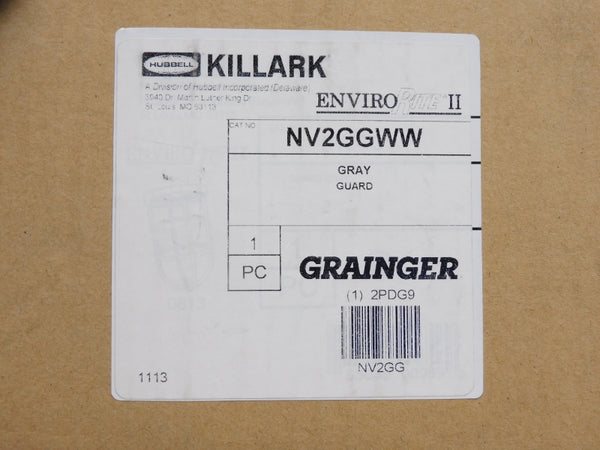 HUBBELL KILLARK
A Division of Hubbell Incorporated (Delaware)
3940 Dr. Martin Luther King Dr.
St. Louis, MO 63113
ENVIRORITE II
CAT NO
NV2GGWW
GRAY
GUARD
1
PC
GRAINGER
(1) 2PDG9
NV2GG
1113